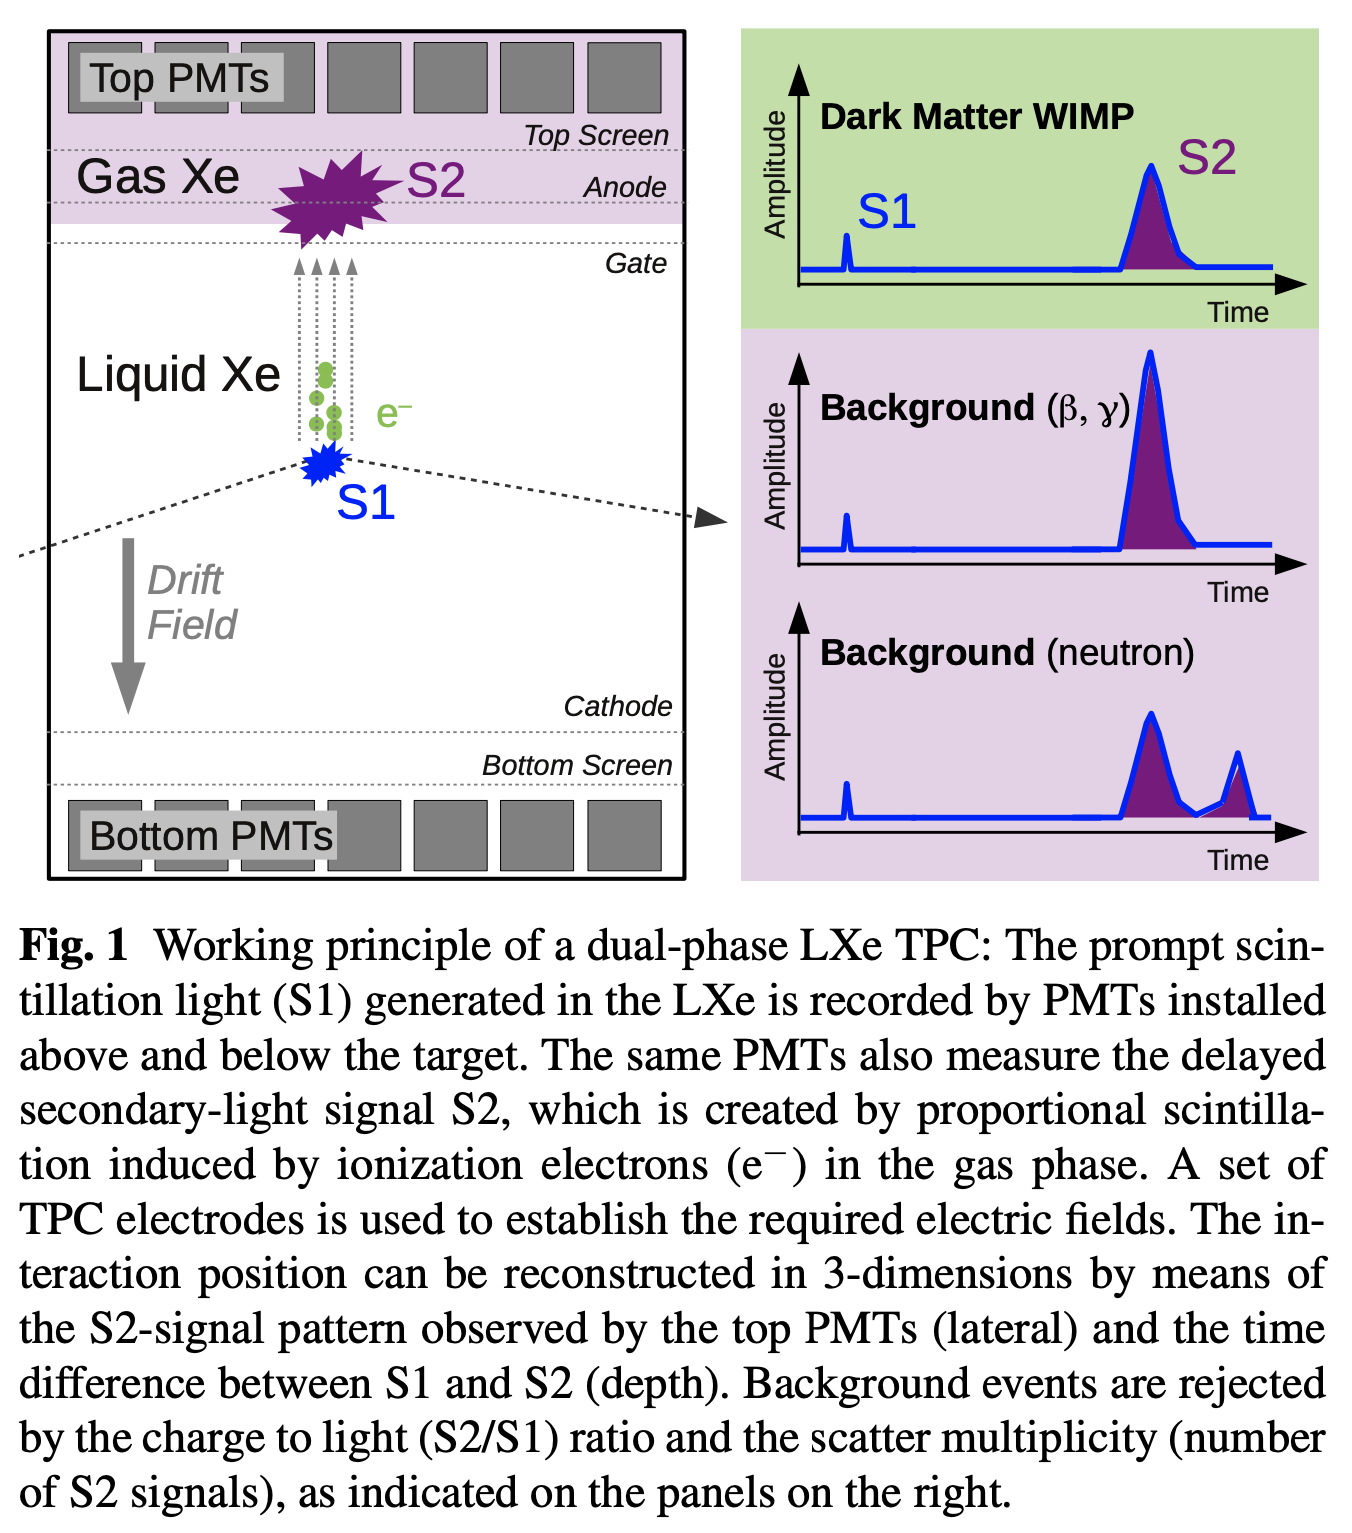 Top PMTs
Top Screen
Gas Xe
S2
Anode
Gate
Liquid Xe
e⁻
S1
Drift
Field
Cathode
Bottom Screen
Bottom PMTs
Amplitude
Dark Matter WIMP
S2
S1
Time
Amplitude
Background (β, γ)
Time
Amplitude
Background (neutron)
Time
Fig. 1 Working principle of a dual-phase LXe TPC: The prompt scin-
tillation light (S1) generated in the LXe is recorded by PMTs installed
above and below the target. The same PMTs also measure the delayed
secondary-light signal S2, which is created by proportional scintilla-
tion induced by ionization electrons (e⁻) in the gas phase. A set of
TPC electrodes is used to establish the required electric fields. The in-
teraction position can be reconstructed in 3-dimensions by means of
the S2-signal pattern observed by the top PMTs (lateral) and the time
difference between S1 and S2 (depth). Background events are rejected
by the charge to light (S2/S1) ratio and the scatter multiplicity (number
of S2 signals), as indicated on the panels on the right.